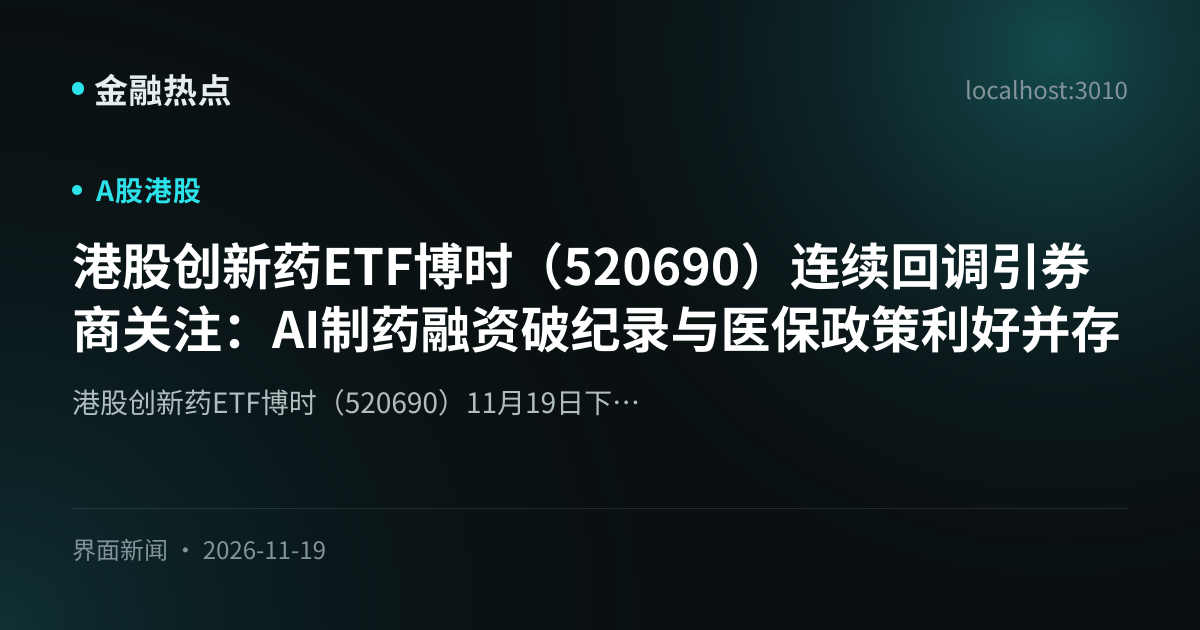 金融热点
localhost:3010
A股港股
港股创新药ETF博时（520690）连续回调引券
商关注：AI制药融资破纪录与医保政策利好并存
港股创新药ETF博时（520690）11月19日下…
界面新闻 • 2026-11-19